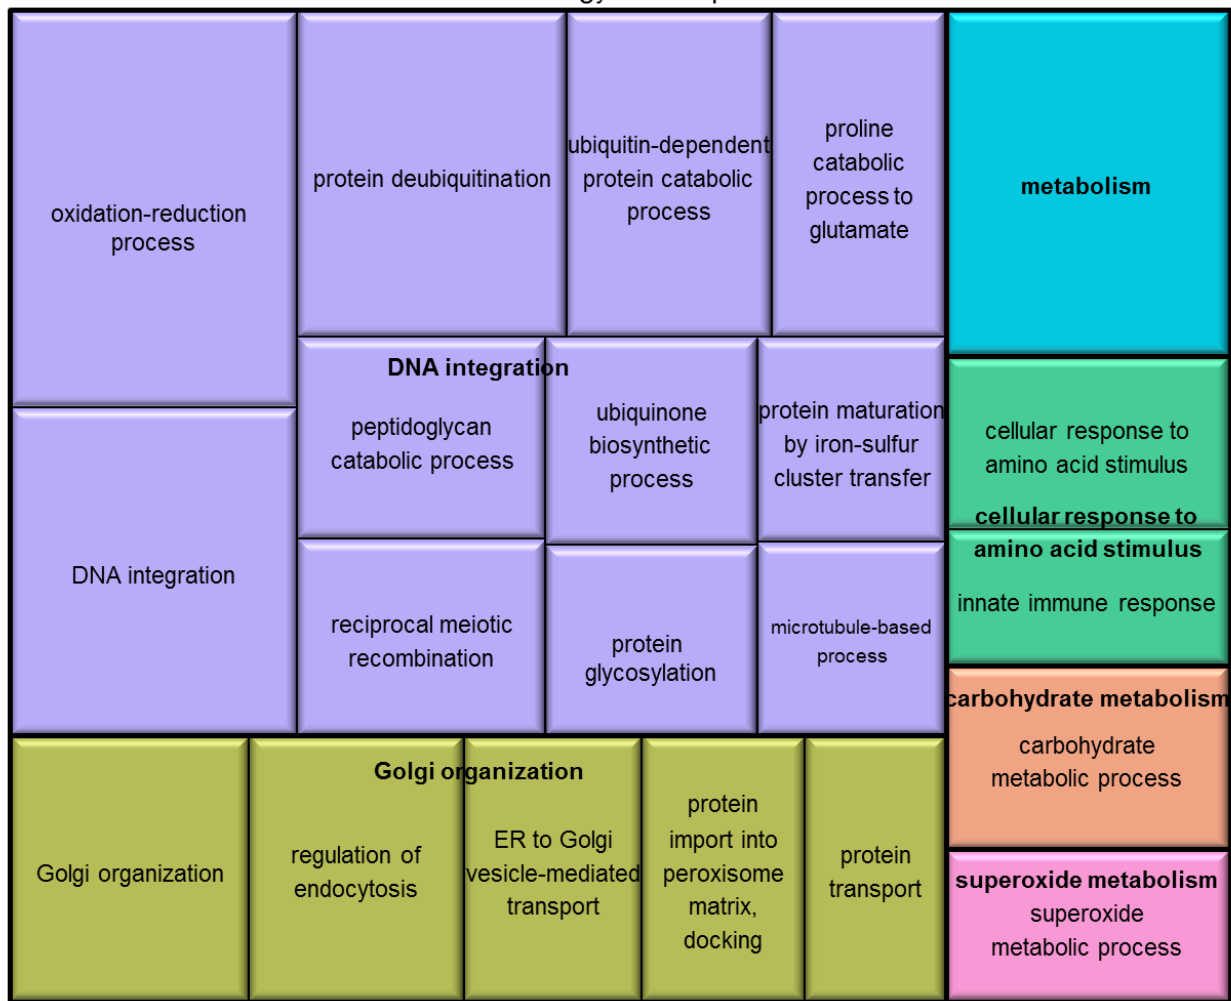 oxidation-reduction
process
protein deubiquitination
ubiquitin-dependent
protein catabolic
process
proline
catabolic
process to
glutamate
metabolism
DNA integration
DNA integration
peptidoglycan
catabolic process
ubiquinone
biosynthetic
process
protein maturation
by iron-sulfur
cluster transfer
reciprocal meiotic
recombination
protein
glycosylation
microtubule-based
process
cellular response to
amino acid stimulus
cellular response to
amino acid stimulus
innate immune response
carbohydrate metabolism
carbohydrate
metabolic process
superoxide metabolism
superoxide
metabolic process
Golgi organization
Golgi organization
regulation of
endocytosis
ER to Golgi
vesicle-mediated
transport
protein
import into
peroxisome
matrix,
docking
protein
transport